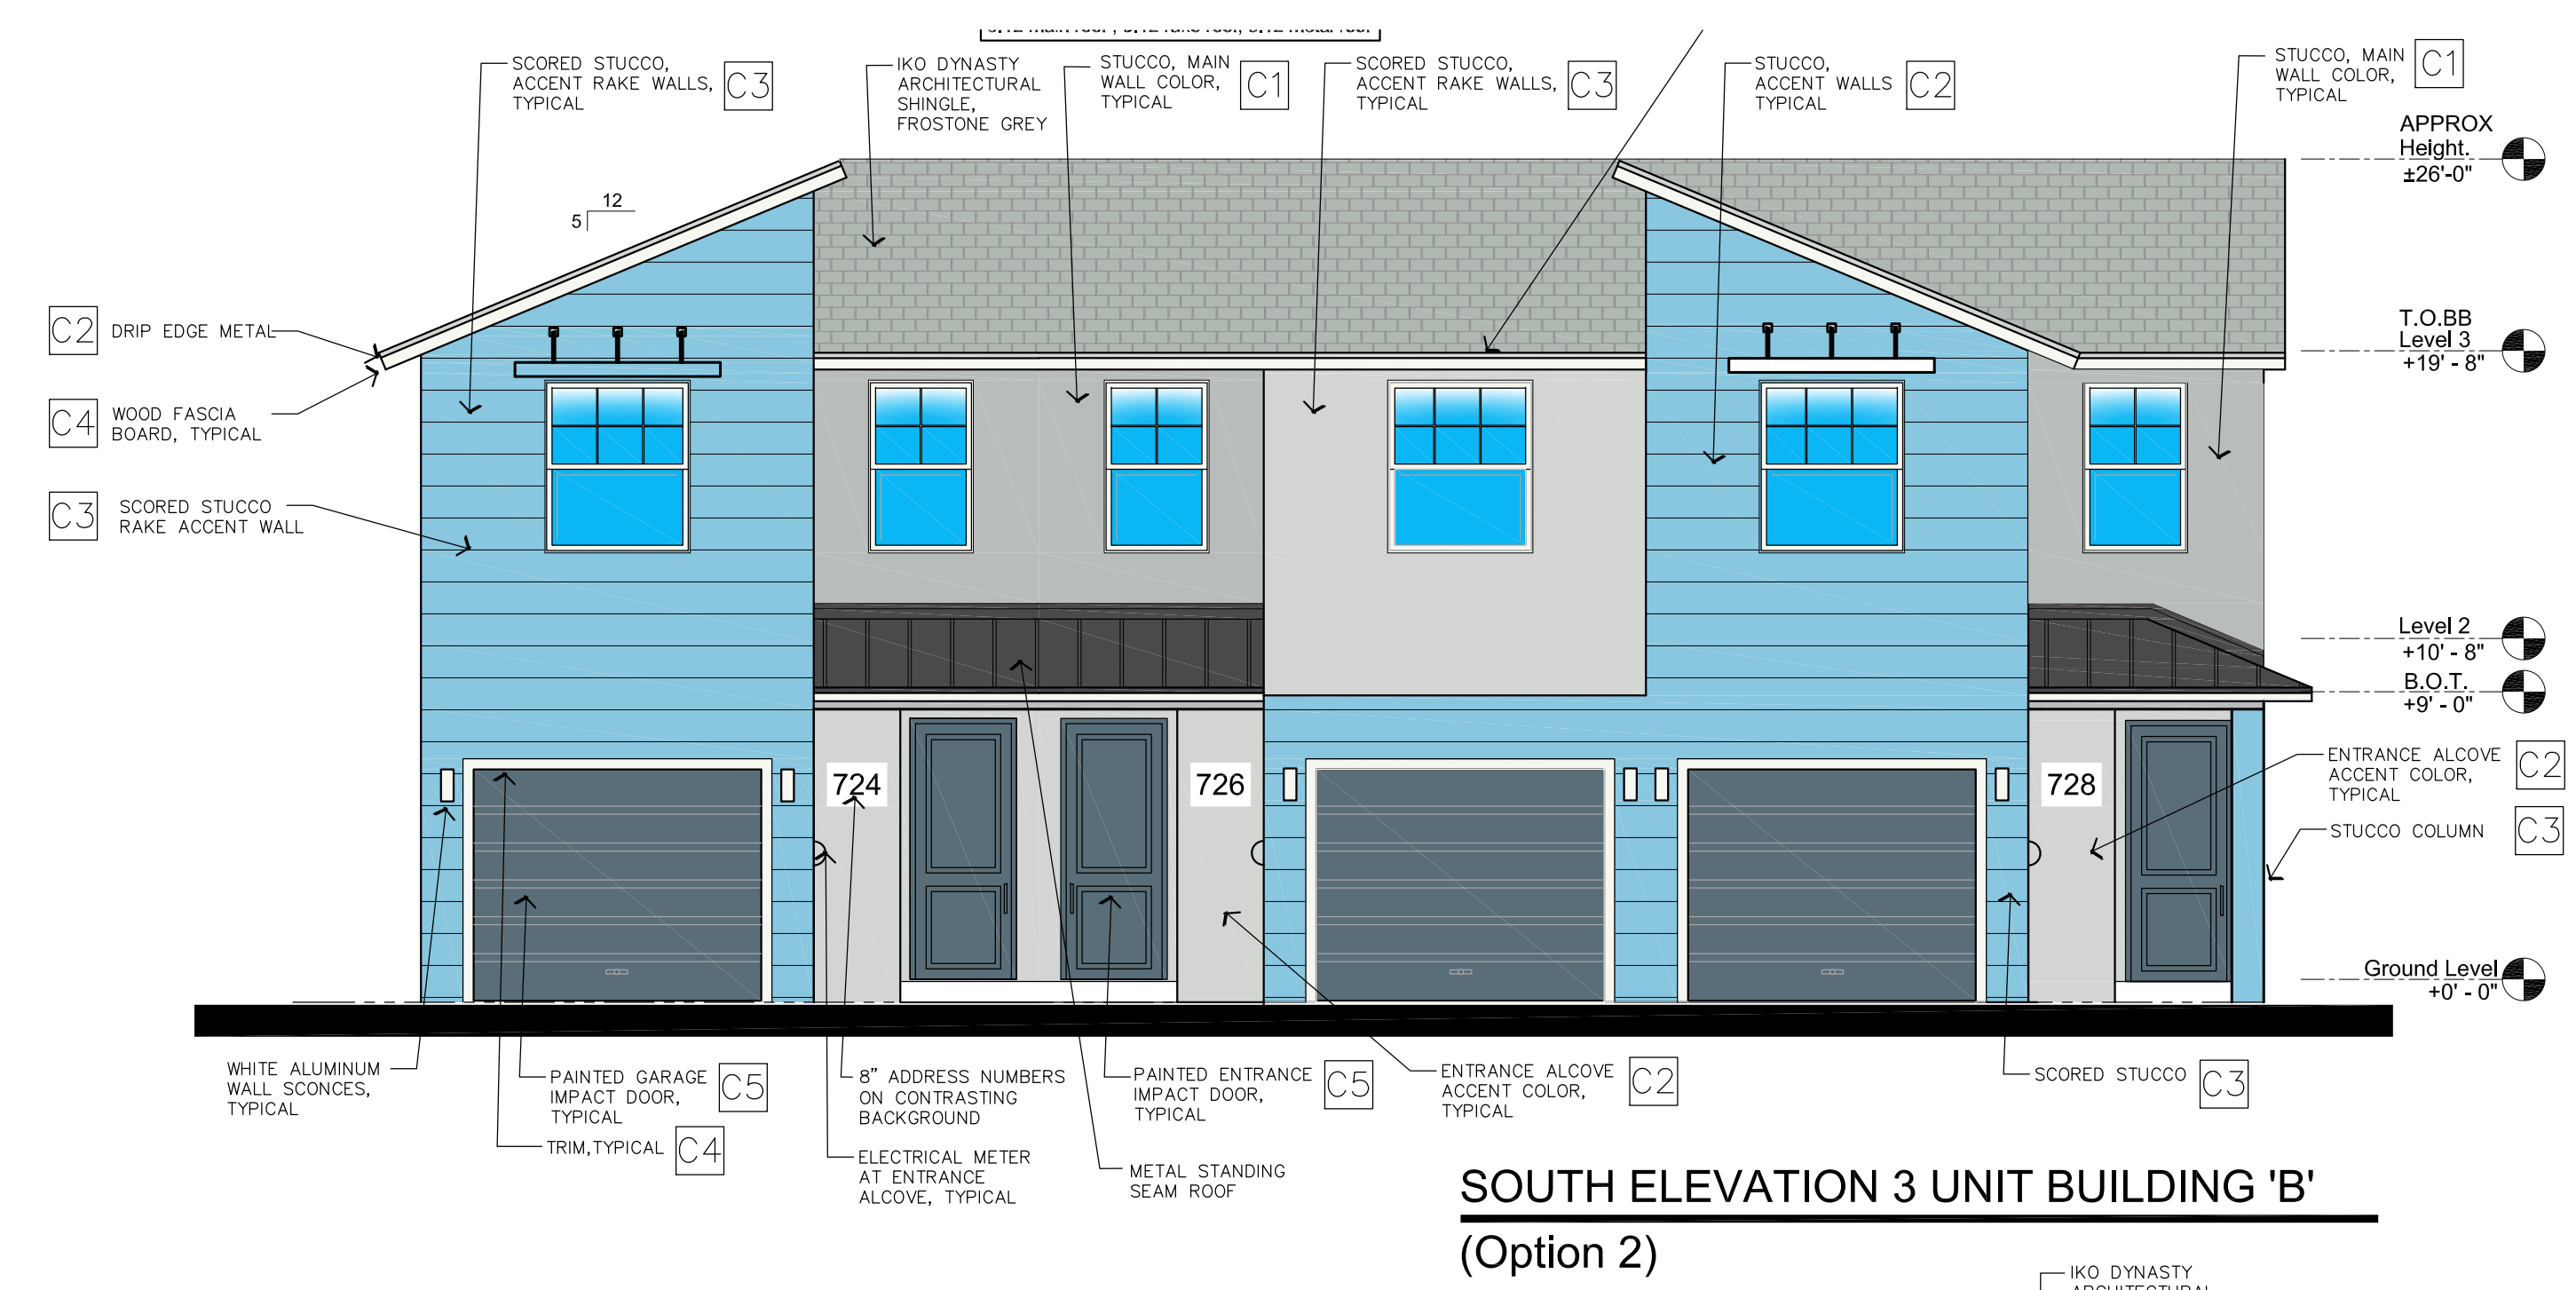 SCORED STUCCO,
ACCENT RAKE WALLS,
TYPICAL
C3
IKO DYNASTY
ARCHITECTURAL
SHINGLE,
FROSTONE GREY
STUCCO, MAIN
WALL COLOR,
TYPICAL
C1
SCORED STUCCO,
ACCENT RAKE WALLS,
TYPICAL
C3
STUCCO,
ACCENT WALLS
TYPICAL
C2
STUCCO, MAIN
WALL COLOR,
TYPICAL
C1
APPROX
Height.
±26'-0"
12
5
C2 DRIP EDGE METAL
C4 WOOD FASCIA
BOARD, TYPICAL
C3 SCORED STUCCO
RAKE ACCENT WALL
T.O.BB
Level 3
+19' - 8"
Level 2
+10' - 8"
B.O.T.
+9' - 0"
724
726
728
ENTRANCE ALCOVE
ACCENT COLOR,
TYPICAL
C2
STUCCO COLUMN C3
Ground Level
+0' - 0"
WHITE ALUMINUM
WALL SCONCES,
TYPICAL
PAINTED GARAGE
IMPACT DOOR,
TYPICAL
C5
TRIM,TYPICAL C4
8” ADDRESS NUMBERS
ON CONTRASTING
BACKGROUND
ELECTRICAL METER
AT ENTRANCE
ALCOVE, TYPICAL
PAINTED ENTRANCE
IMPACT DOOR,
TYPICAL
C5
METAL STANDING
SEAM ROOF
ENTRANCE ALCOVE
ACCENT COLOR,
TYPICAL
C2
SCORED STUCCO C3
SOUTH ELEVATION 3 UNIT BUILDING 'B'
(Option 2)
IKO DYNASTY